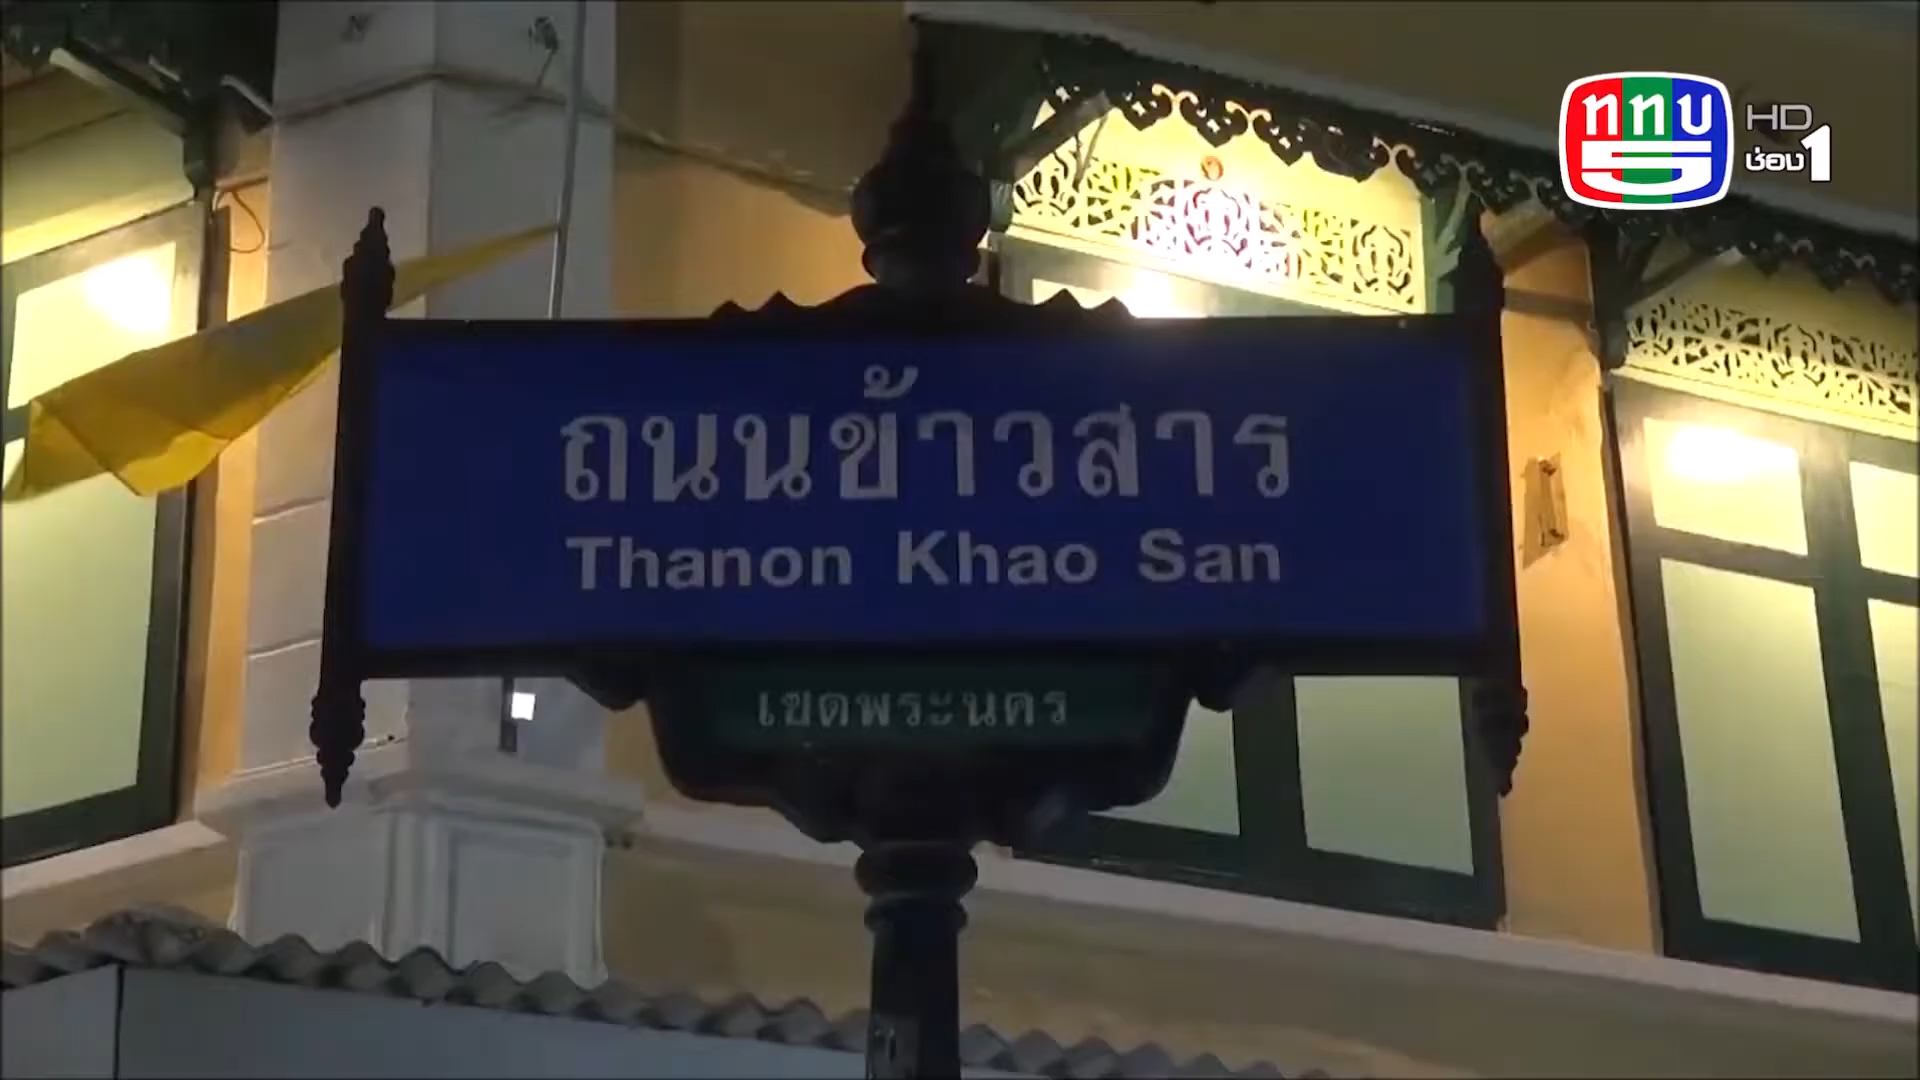 ททบ
5
HD
ช่อง1
ถนนข้าวสาร
Thanon Khao San
เขตพระนคร